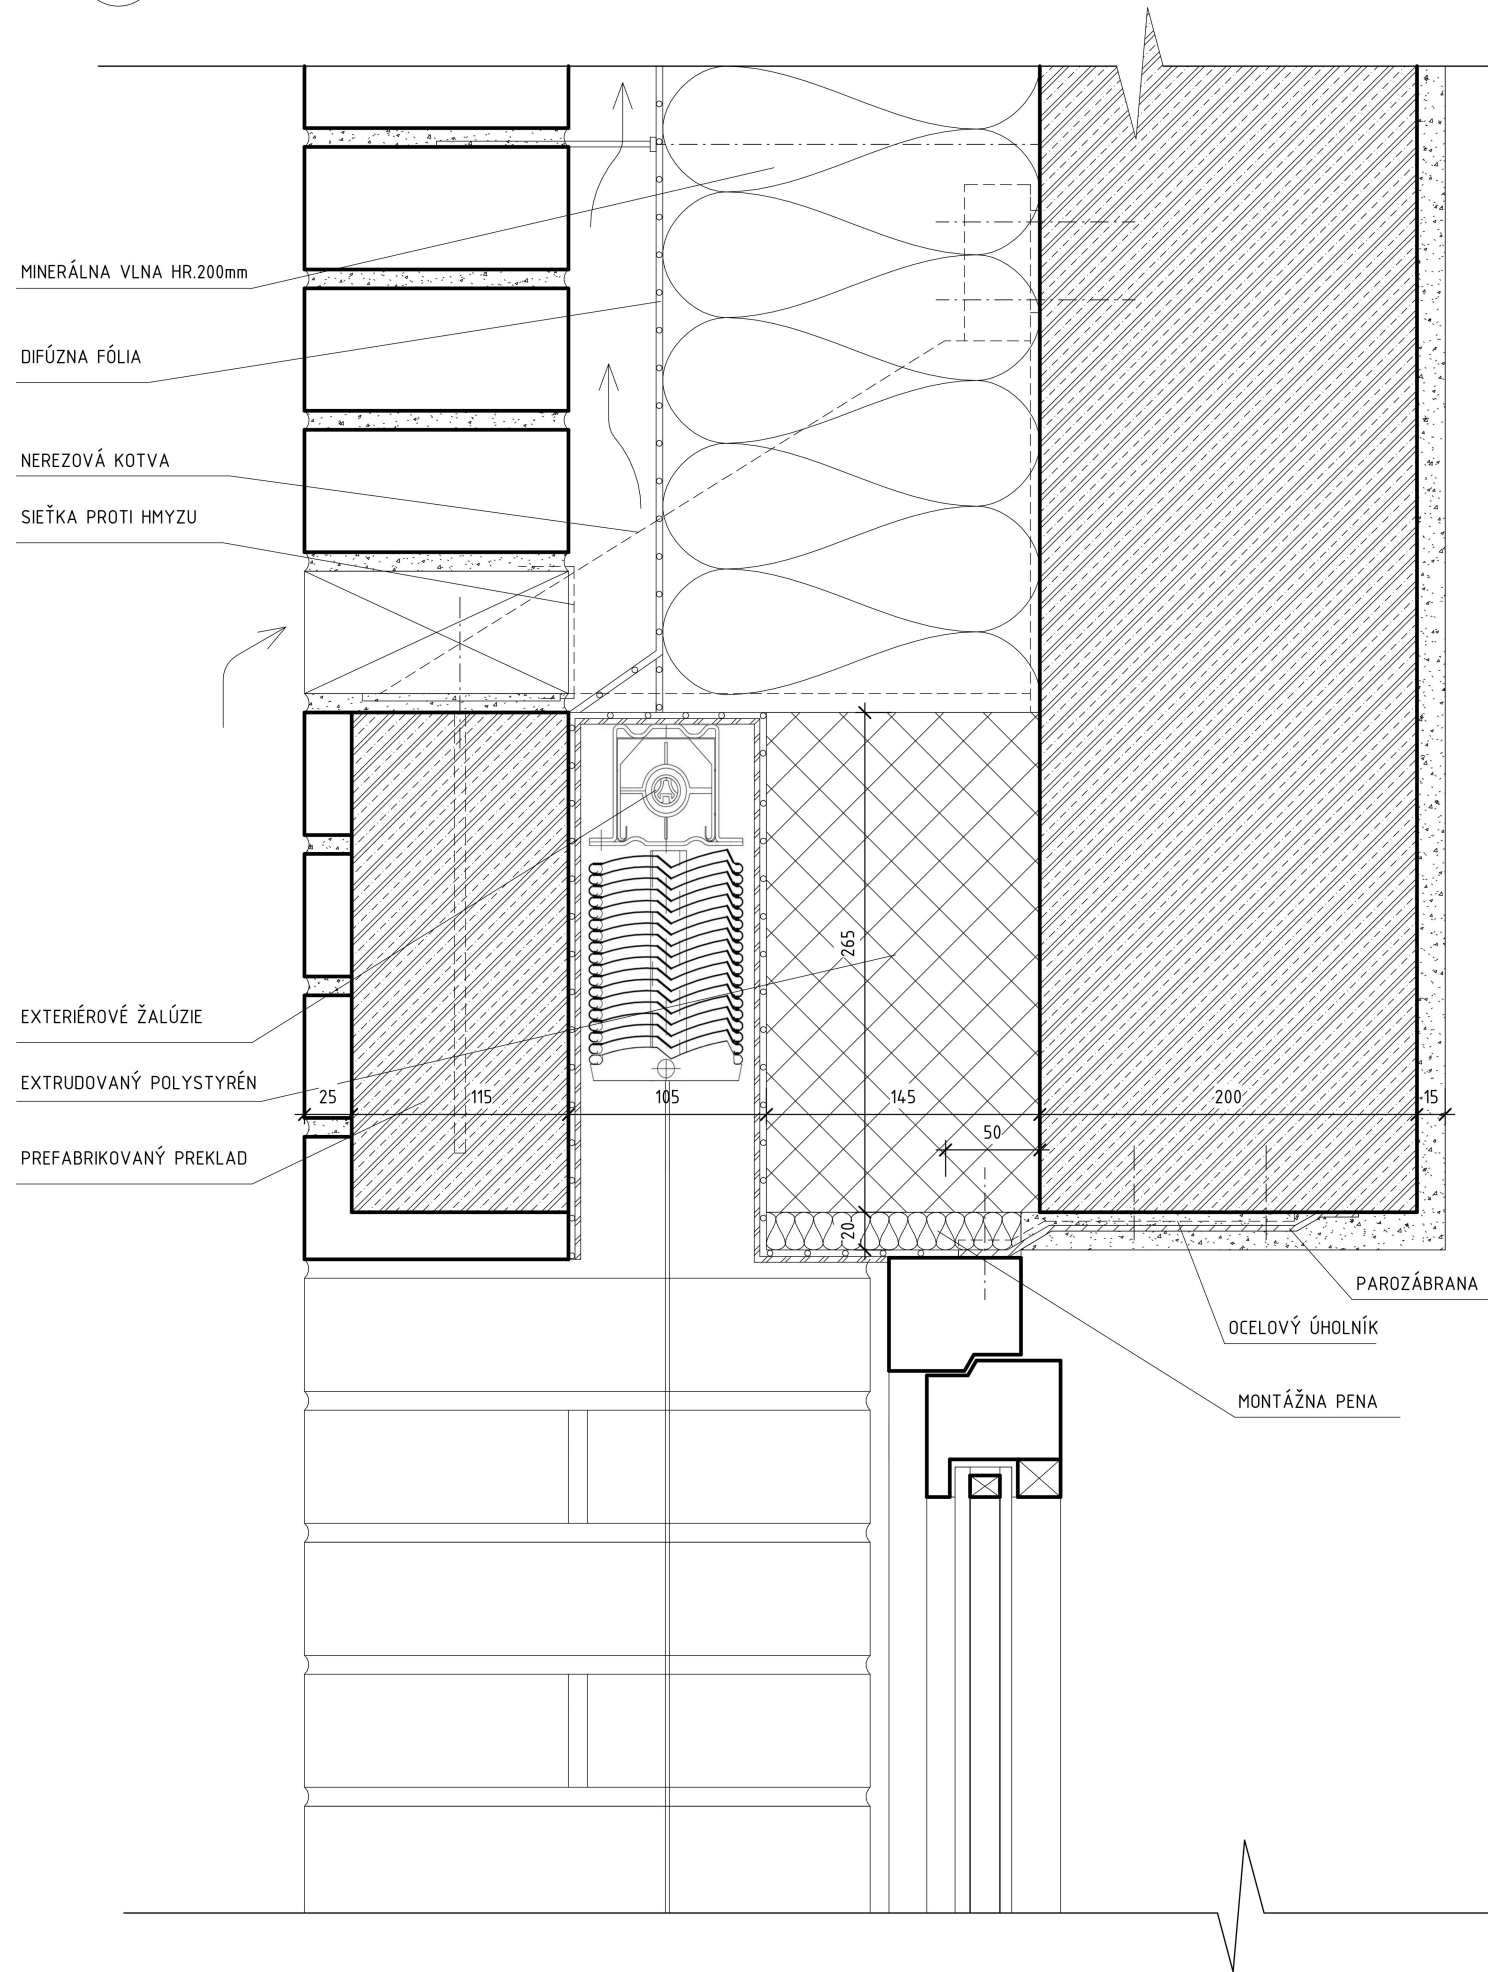 MINERÁLNA VLNA HR.200mm
DIFÚZNA FÓLIA
NEREZOVÁ KOTVA
SIEŤKA PROTI HMYZU
265
EXTERIÉROVÉ ŽALÚZIE
EXTRUDOVANÝ POLYSTYRÉN
25 115 105 145 200 15
50
PREFABRIKOVANÝ PREKLAD
20
PAROZÁBRANA
OCELOVÝ ÚHOLNÍK
MONTÁŽNA PENA